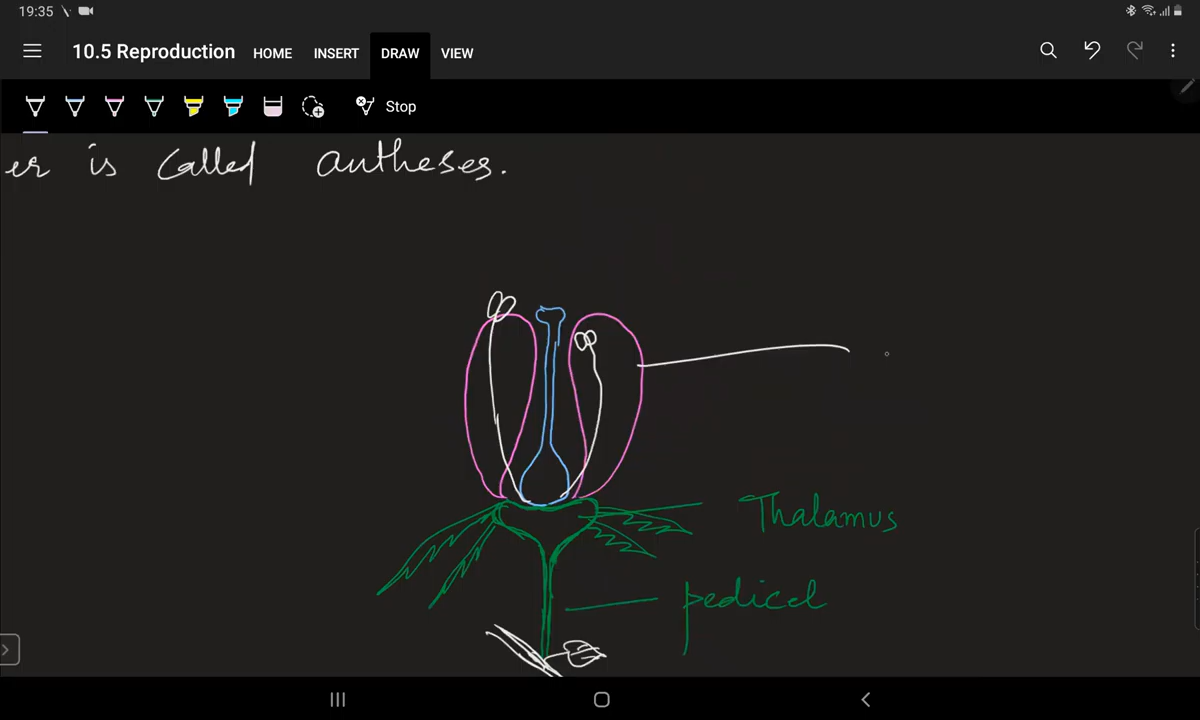 19:35
10.5 Reproduction HOME INSERT DRAW VIEW
Stop
er is called antheses.
Thalamus
pedicel